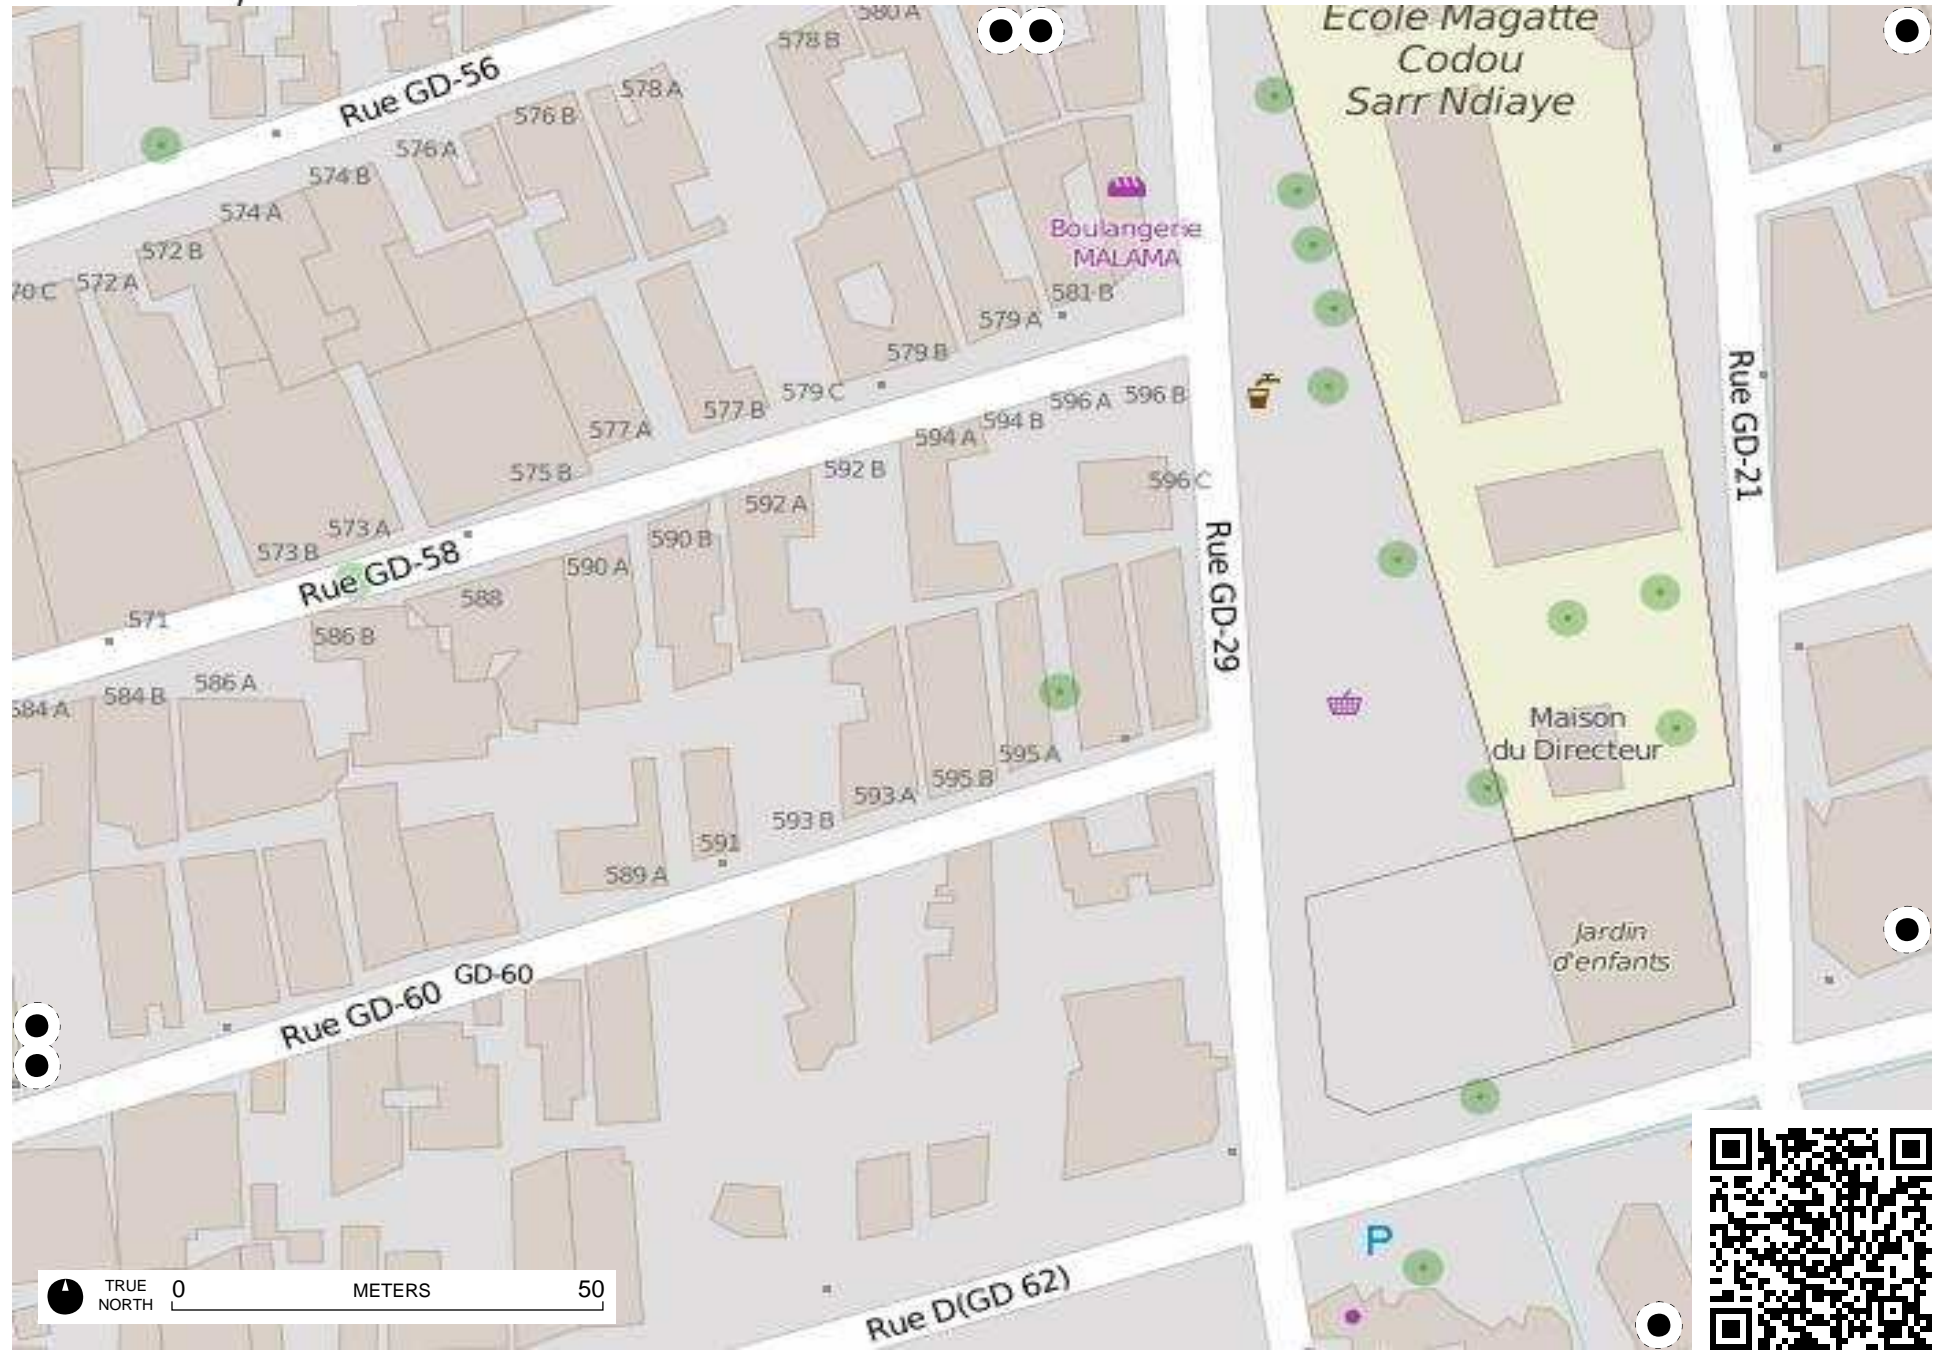 580 A
578 B
École Magatte
Codou
Sarr Ndiaye
Rue GD-56
578 A
576 B
576 A
574 B
574 A
572 B
572 A
70 C
Boulangerie
MALAMA
581 B
579 A
579 B
579 C
577 B
577 A
575 B
573 A
573 B
571
Rue GD-58
596 B
596 A
594 B
594 A
592 B
592 A
596 C
590 B
590 A
588
586 B
586 A
584 B
584 A
Rue GD-29
Rue GD-21
Maison
du Directeur
595 A
595 B
593 A
593 B
591
589 A
Jardin
d'enfants
GD-60
Rue GD-60
P
Rue D(GD 62)
TRUE
NORTH
0 METERS 50